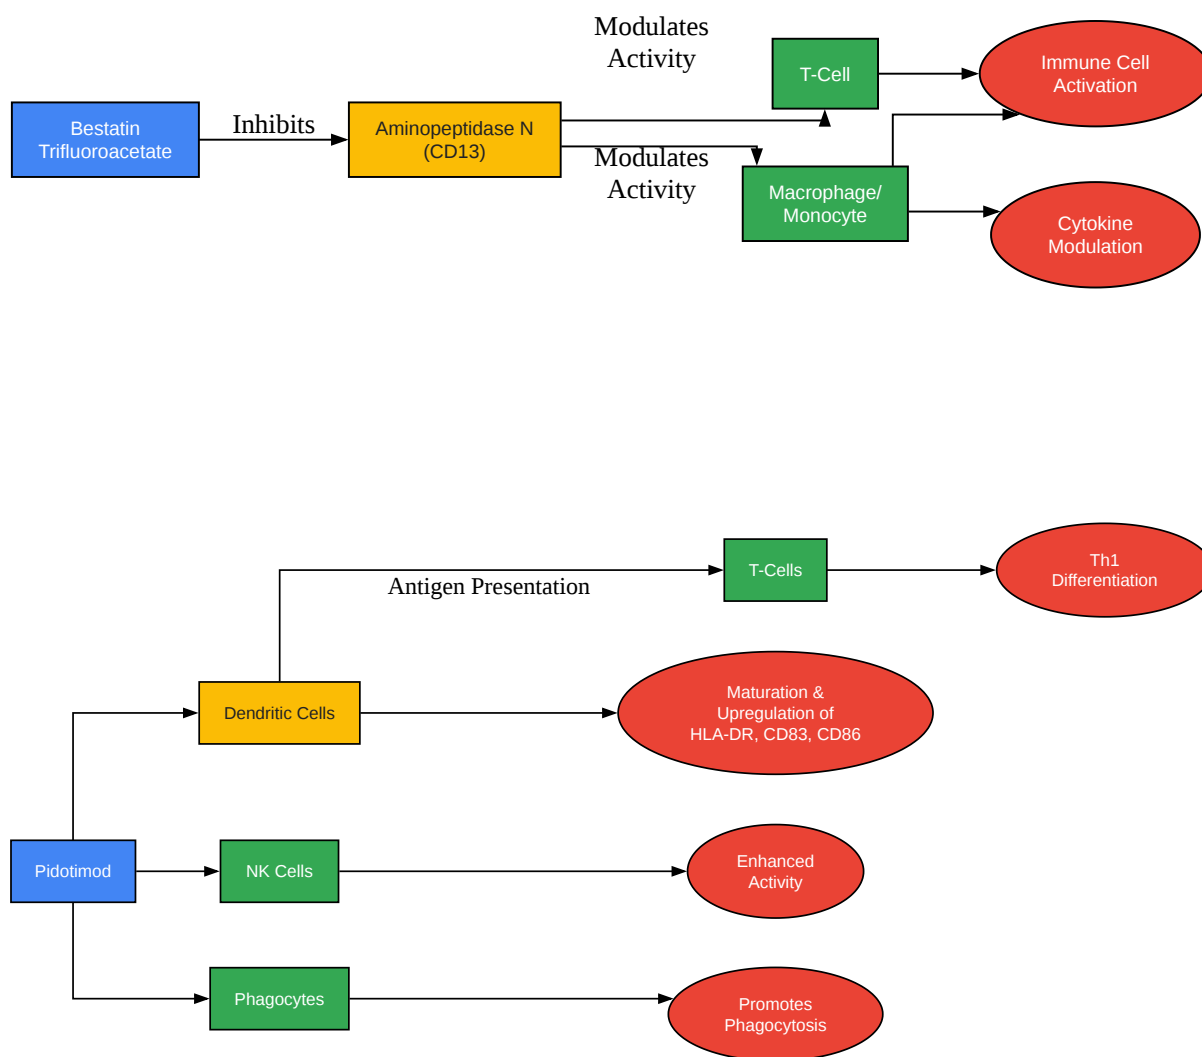 Modulates
Activity
T-Cell
Immune Cell
Activation
Bestatin
Trifluoroacetate
Inhibits
Aminopeptidase N
(CD13)
Modulates
Activity
Macrophage/
Monocyte
Cytokine
Modulation
T-Cells
Th1
Differentiation
Antigen Presentation
Dendritic Cells
Maturation &
Upregulation of
HLA-DR, CD83, CD86
Pidotimod
NK Cells
Enhanced
Activity
Phagocytes
Promotes
Phagocytosis